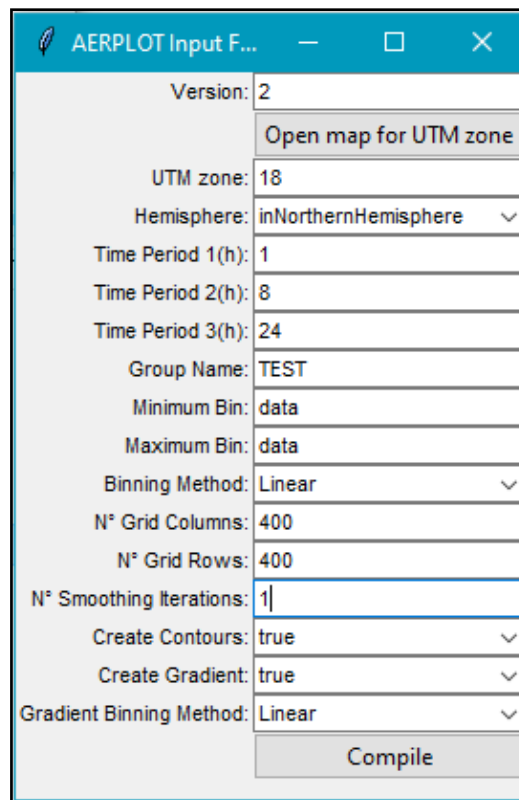 AERPLOT Input F...
Version: 2
Open map for UTM zone
UTM zone: 18
Hemisphere: inNorthernHemisphere
Time Period 1(h): 1
Time Period 2(h): 8
Time Period 3(h): 24
Group Name: TEST
Minimum Bin: data
Maximum Bin: data
Binning Method: Linear
N° Grid Columns: 400
N° Grid Rows: 400
N° Smoothing Iterations: 1
Create Contours: true
Create Gradient: true
Gradient Binning Method: Linear
Compile